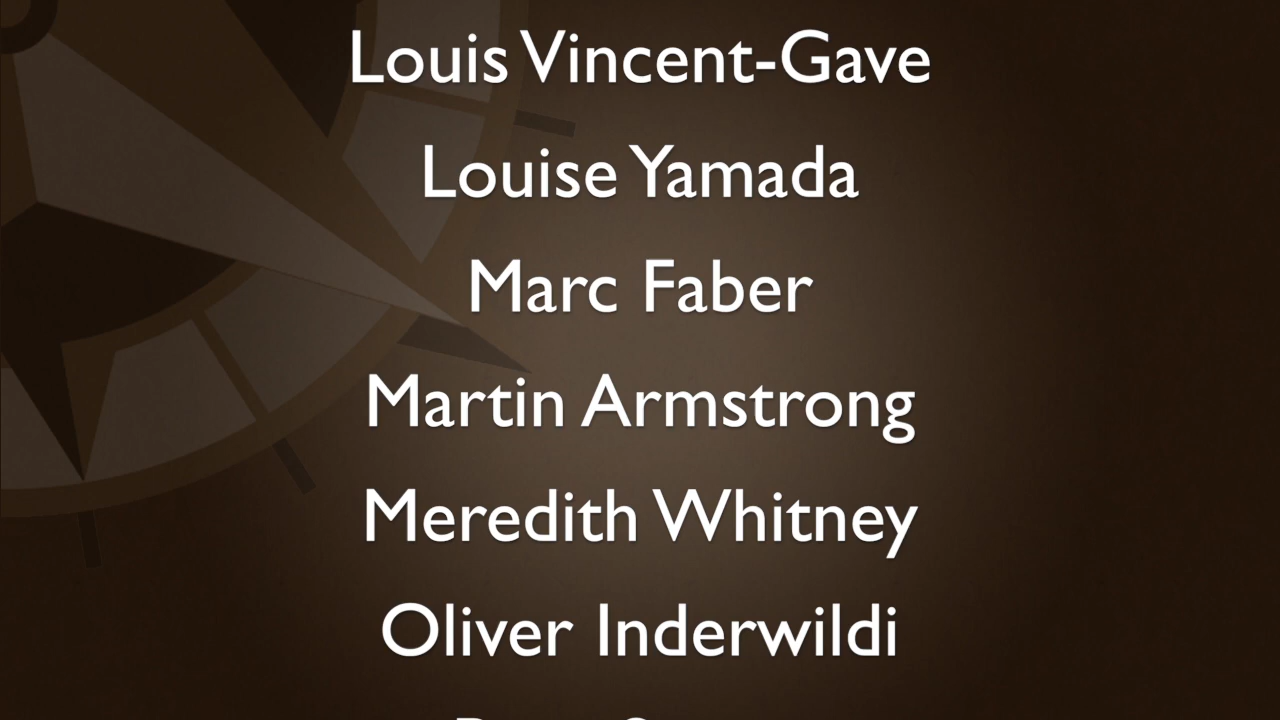 Louis Vincent-Gave
Louise Yamada
Marc Faber
Martin Armstrong
Meredith Whitney
Oliver Inderwildi